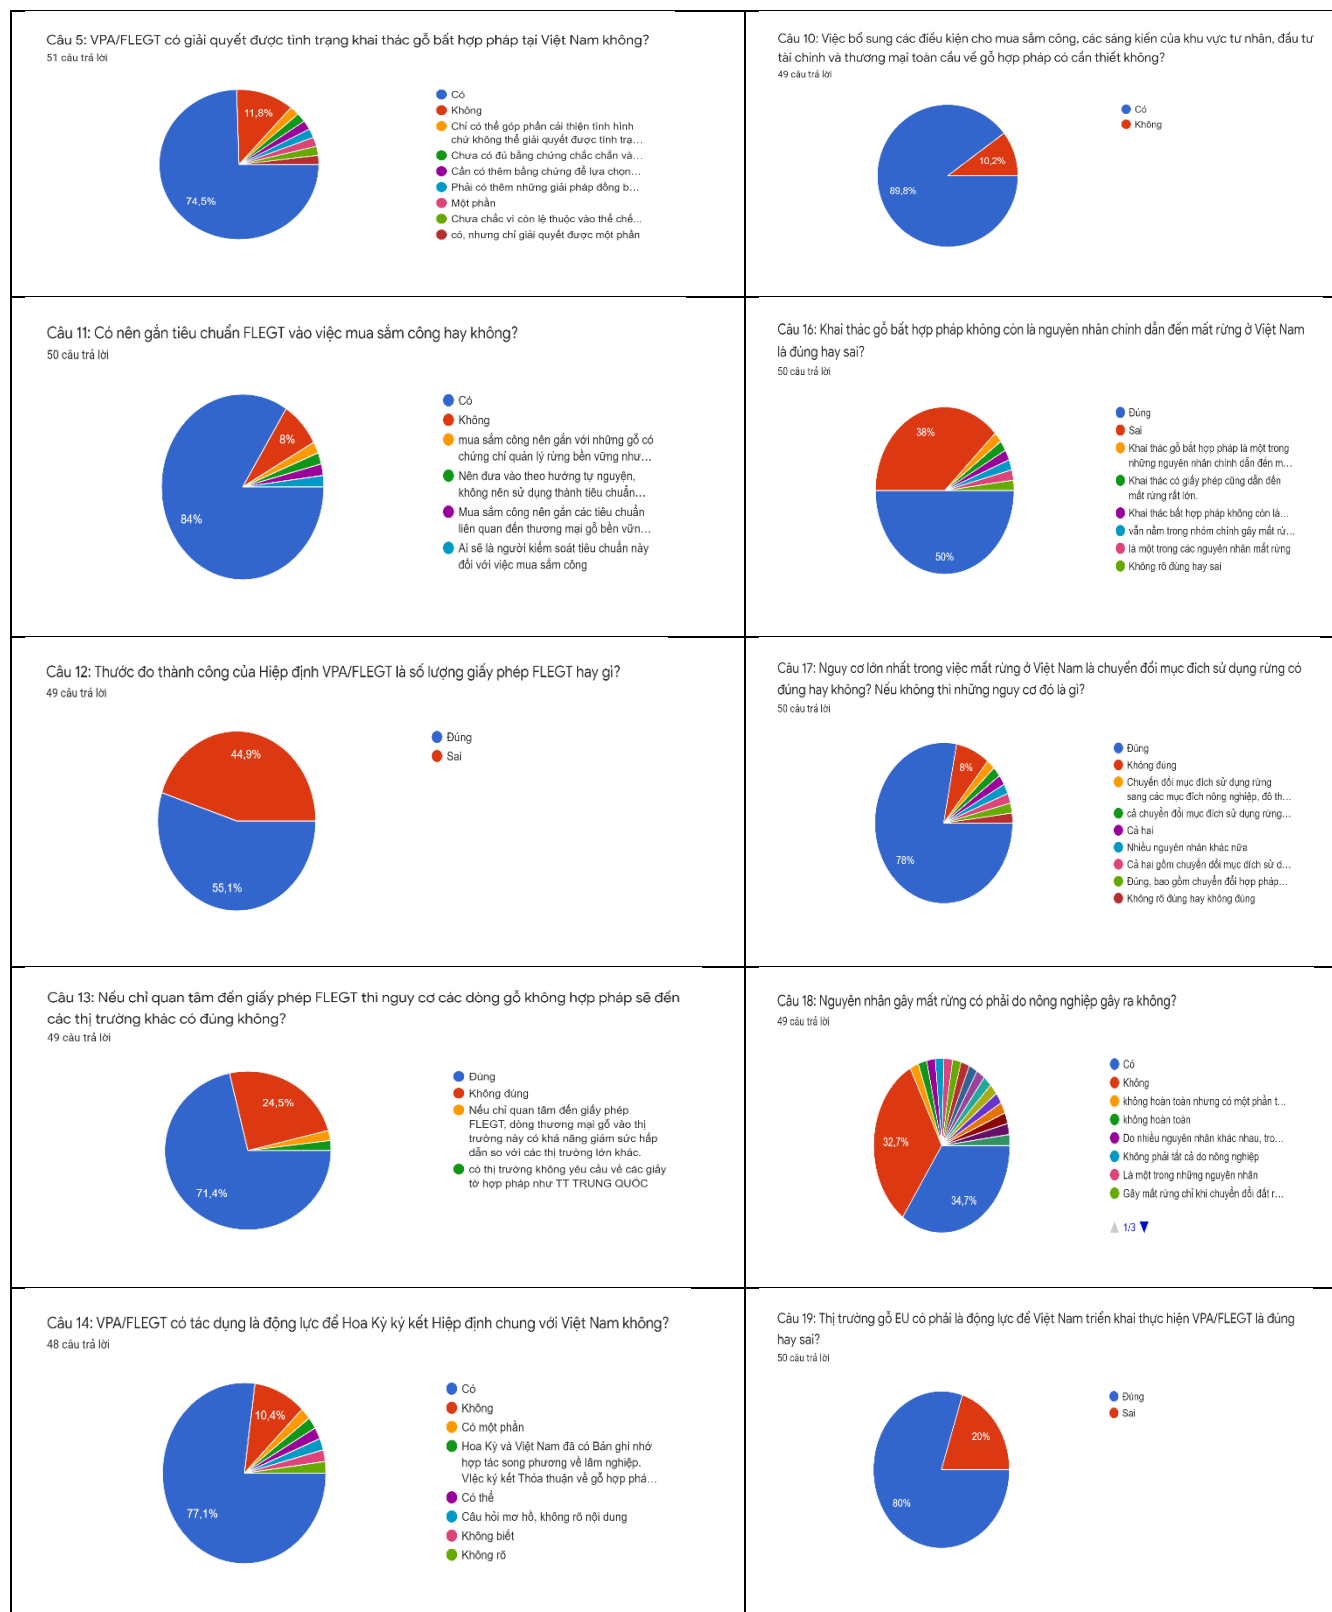 Câu 5: VPA/FLEGT có giải quyết được tình trạng khai thác gỗ bất hợp pháp tại Việt Nam không?
51 câu trả lời
11,8%
74,5%
Có
Không
Chỉ có thể góp phần cải thiện tình hình
chứ không thể giải quyết được tình trạ...
Chưa có đủ bằng chứng chắc chắn và...
Cần có thêm bằng chứng để lựa chọn...
Phải có thêm những giải pháp đồng b...
Một phần
Chưa chắc vì còn lệ thuộc vào thể chế...
có, nhưng chỉ giải quyết được một phần
Câu 10: Việc bổ sung các điều kiện cho mua sắm công, các sáng kiến của khu vực tư nhân, đầu tư
tài chính và thương mại toàn cầu về gỗ hợp pháp có cần thiết không?
49 câu trả lời
10,2%
89,8%
Có
Không
Câu 11: Có nên gắn tiêu chuẩn FLEGT vào việc mua sắm công hay không?
50 câu trả lời
8%
84%
Có
Không
mua sắm công nên gắn với những gỗ có
chứng chỉ quản lý rừng bền vững như...
Nên đưa vào theo hướng tự nguyện,
không nên sử dụng thành tiêu chuẩn...
Mua sắm công nên gắn các tiêu chuẩn
liên quan đến thương mại gỗ bền vữn...
Ai sẽ là người kiểm soát tiêu chuẩn này
đối với việc mua sắm công
Câu 16: Khai thác gỗ bất hợp pháp không còn là nguyên nhân chính dẫn đến mất rừng ở Việt Nam
là đúng hay sai?
50 câu trả lời
38%
50%
Đúng
Sai
Khai thác gỗ bất hợp pháp là một trong
những nguyên nhân chính dẫn đến m...
Khai thác có giấy phép cũng dẫn đến
mất rừng rất lớn.
Khai thác bất hợp pháp không còn là...
vẫn nằm trong nhóm chính gây mất rừ...
là một trong các nguyên nhân mất rừng
Không rõ đúng hay sai
Câu 12: Thước đo thành công của Hiệp định VPA/FLEGT là số lượng giấy phép FLEGT hay gì?
49 câu trả lời
44,9%
55,1%
Đúng
Sai
Câu 17: Nguy cơ lớn nhất trong việc mất rừng ở Việt Nam là chuyển đổi mục đích sử dụng rừng có
đúng hay không? Nếu không thì những nguy cơ đó là gì?
50 câu trả lời
8%
78%
Đúng
Không đúng
Chuyển đổi mục đích sử dụng rừng
sang các mục đích nông nghiệp, đô th...
cả chuyển đổi mục đích sử dụng rừng...
Cả hai
Nhiều nguyên nhân khác nữa
Cả hai gồm chuyển đổi mục đích sử d...
Đúng, bao gồm chuyển đổi hợp pháp...
Không rõ đúng hay không đúng
Câu 13: Nếu chỉ quan tâm đến giấy phép FLEGT thì nguy cơ các dòng gỗ không hợp pháp sẽ đến
các thị trường khác có đúng không?
49 câu trả lời
24,5%
71,4%
Đúng
Không đúng
Nếu chỉ quan tâm đến giấy phép
FLEGT, dòng thương mại gỗ vào thị
trường này có khả năng giảm sức hấp
dẫn so với các thị trường lớn khác.
có thị trường không yêu cầu về các giấy
tờ hợp pháp như TT TRUNG QUỐC
Câu 18: Nguyên nhân gây mất rừng có phải do nông nghiệp gây ra không?
49 câu trả lời
32,7%
34,7%
Có
Không
không hoàn toàn nhưng có một phần t...
không hoàn toàn
Do nhiều nguyên nhân khác nhau, tro...
Không phải tất cả do nông nghiệp
Là một trong những nguyên nhân
Gây mất rừng chỉ khi chuyển đổi đất r...
1/3
Câu 14: VPA/FLEGT có tác dụng là động lực để Hoa Kỳ ký kết Hiệp định chung với Việt Nam không?
48 câu trả lời
10,4%
77,1%
Có
Không
Có một phần
Hoa Kỳ và Việt Nam đã có Bản ghi nhớ
hợp tác song phương về lâm nghiệp.
Việc ký kết Thỏa thuận về gỗ hợp phá...
Có thể
Câu hỏi mơ hồ, không rõ nội dung
Không biết
Không rõ
Câu 19: Thị trường gỗ EU có phải là động lực để Việt Nam triển khai thực hiện VPA/FLEGT là đúng
hay sai?
50 câu trả lời
20%
80%
Đúng
Sai